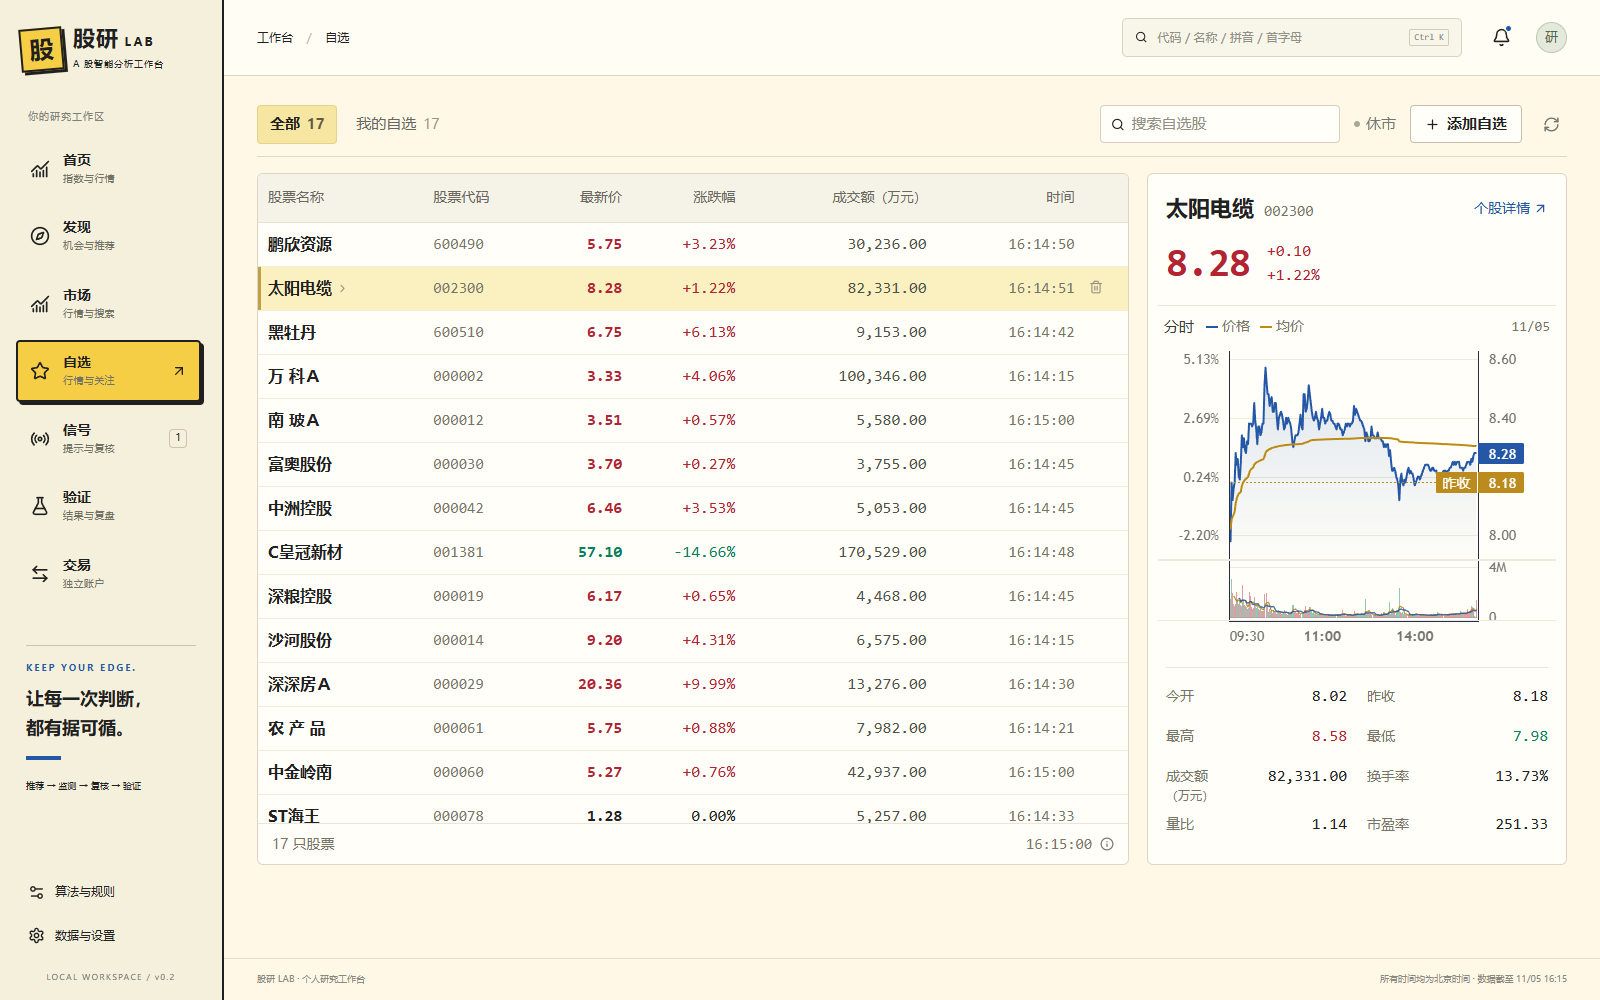 股 股研 LAB
A 股智能分析工作台
你的研究工作区
首页
指数与行情
发现
机会与推荐
市场
行情与搜索
自选
行情与关注
信号
提示与复核
1
验证
结果与复盘
交易
独立账户
KEEP YOUR EDGE.
让每一次判断,
都有据可循。
推荐 → 监测 → 复核 → 验证
算法与规则
数据与设置
LOCAL WORKSPACE / v0.2
工作台 / 自选
代码 / 名称 / 拼音 / 首字母 Ctrl K
研
全部 17 我的自选 17
搜索自选股 休市 添加自选
股票名称 股票代码 最新价 涨跌幅 成交额 (万元) 时间
鹏欣资源 600490 5.75 +3.23% 30,236.00 16:14:50
太阳电缆 002300 8.28 +1.22% 82,331.00 16:14:51
黑牡丹 600510 6.75 +6.13% 9,153.00 16:14:42
万 科A 000002 3.33 +4.06% 100,346.00 16:14:15
南 玻A 000012 3.51 +0.57% 5,580.00 16:15:00
富奥股份 000030 3.70 +0.27% 3,755.00 16:14:45
中洲控股 000042 6.46 +3.53% 5,053.00 16:14:45
C皇冠新材 001381 57.10 -14.66% 170,529.00 16:14:48
深粮控股 000019 6.17 +0.65% 4,468.00 16:14:45
沙河股份 000014 9.20 +4.31% 6,575.00 16:14:15
深深房A 000029 20.36 +9.99% 13,276.00 16:14:30
农 产 品 000061 5.75 +0.88% 7,982.00 16:14:21
中金岭南 000060 5.27 +0.76% 42,937.00 16:15:00
ST海王 000078 1.28 0.00% 5,257.00 16:14:33
17 只股票 16:15:00
太阳电缆 002300 个股详情
8.28
+0.10
+1.22%
分时 价格 均价 11/05
5.13% 8.60
2.69% 8.40
8.28
0.24% 昨收 8.18
-2.20% 8.00
4M
0
09:30 11:00 14:00
今开 8.02 昨收 8.18
最高 8.58 最低 7.98
成交额 82,331.00 换手率 13.73%
(万元)
量比 1.14 市盈率 251.33
股研 LAB · 个人研究工作台
所有时间均为北京时间 · 数据截至 11/05 16:15